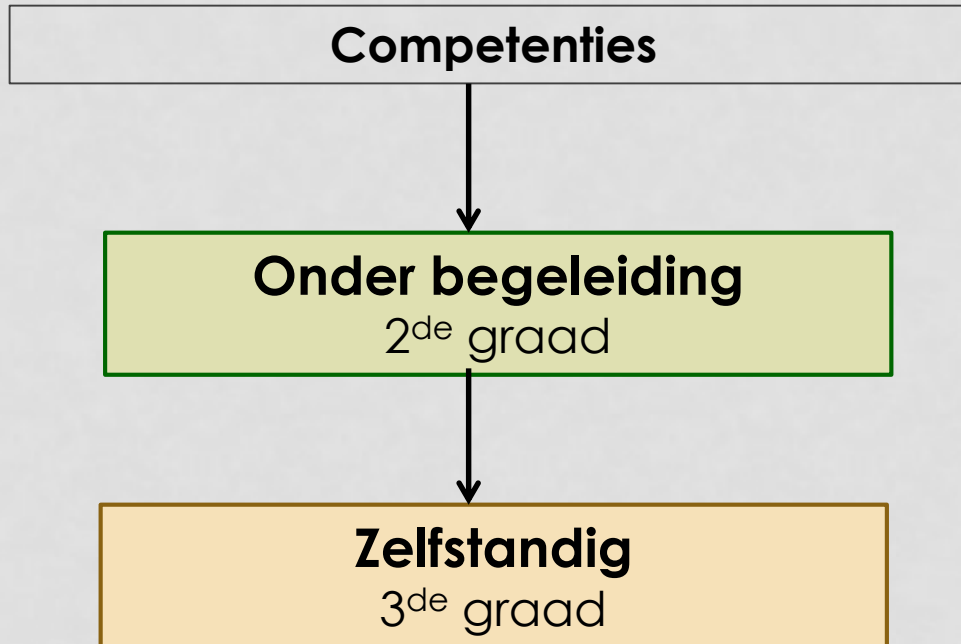 Competenties
Onder begeleiding
2de graad
Zelfstandig
3de graad